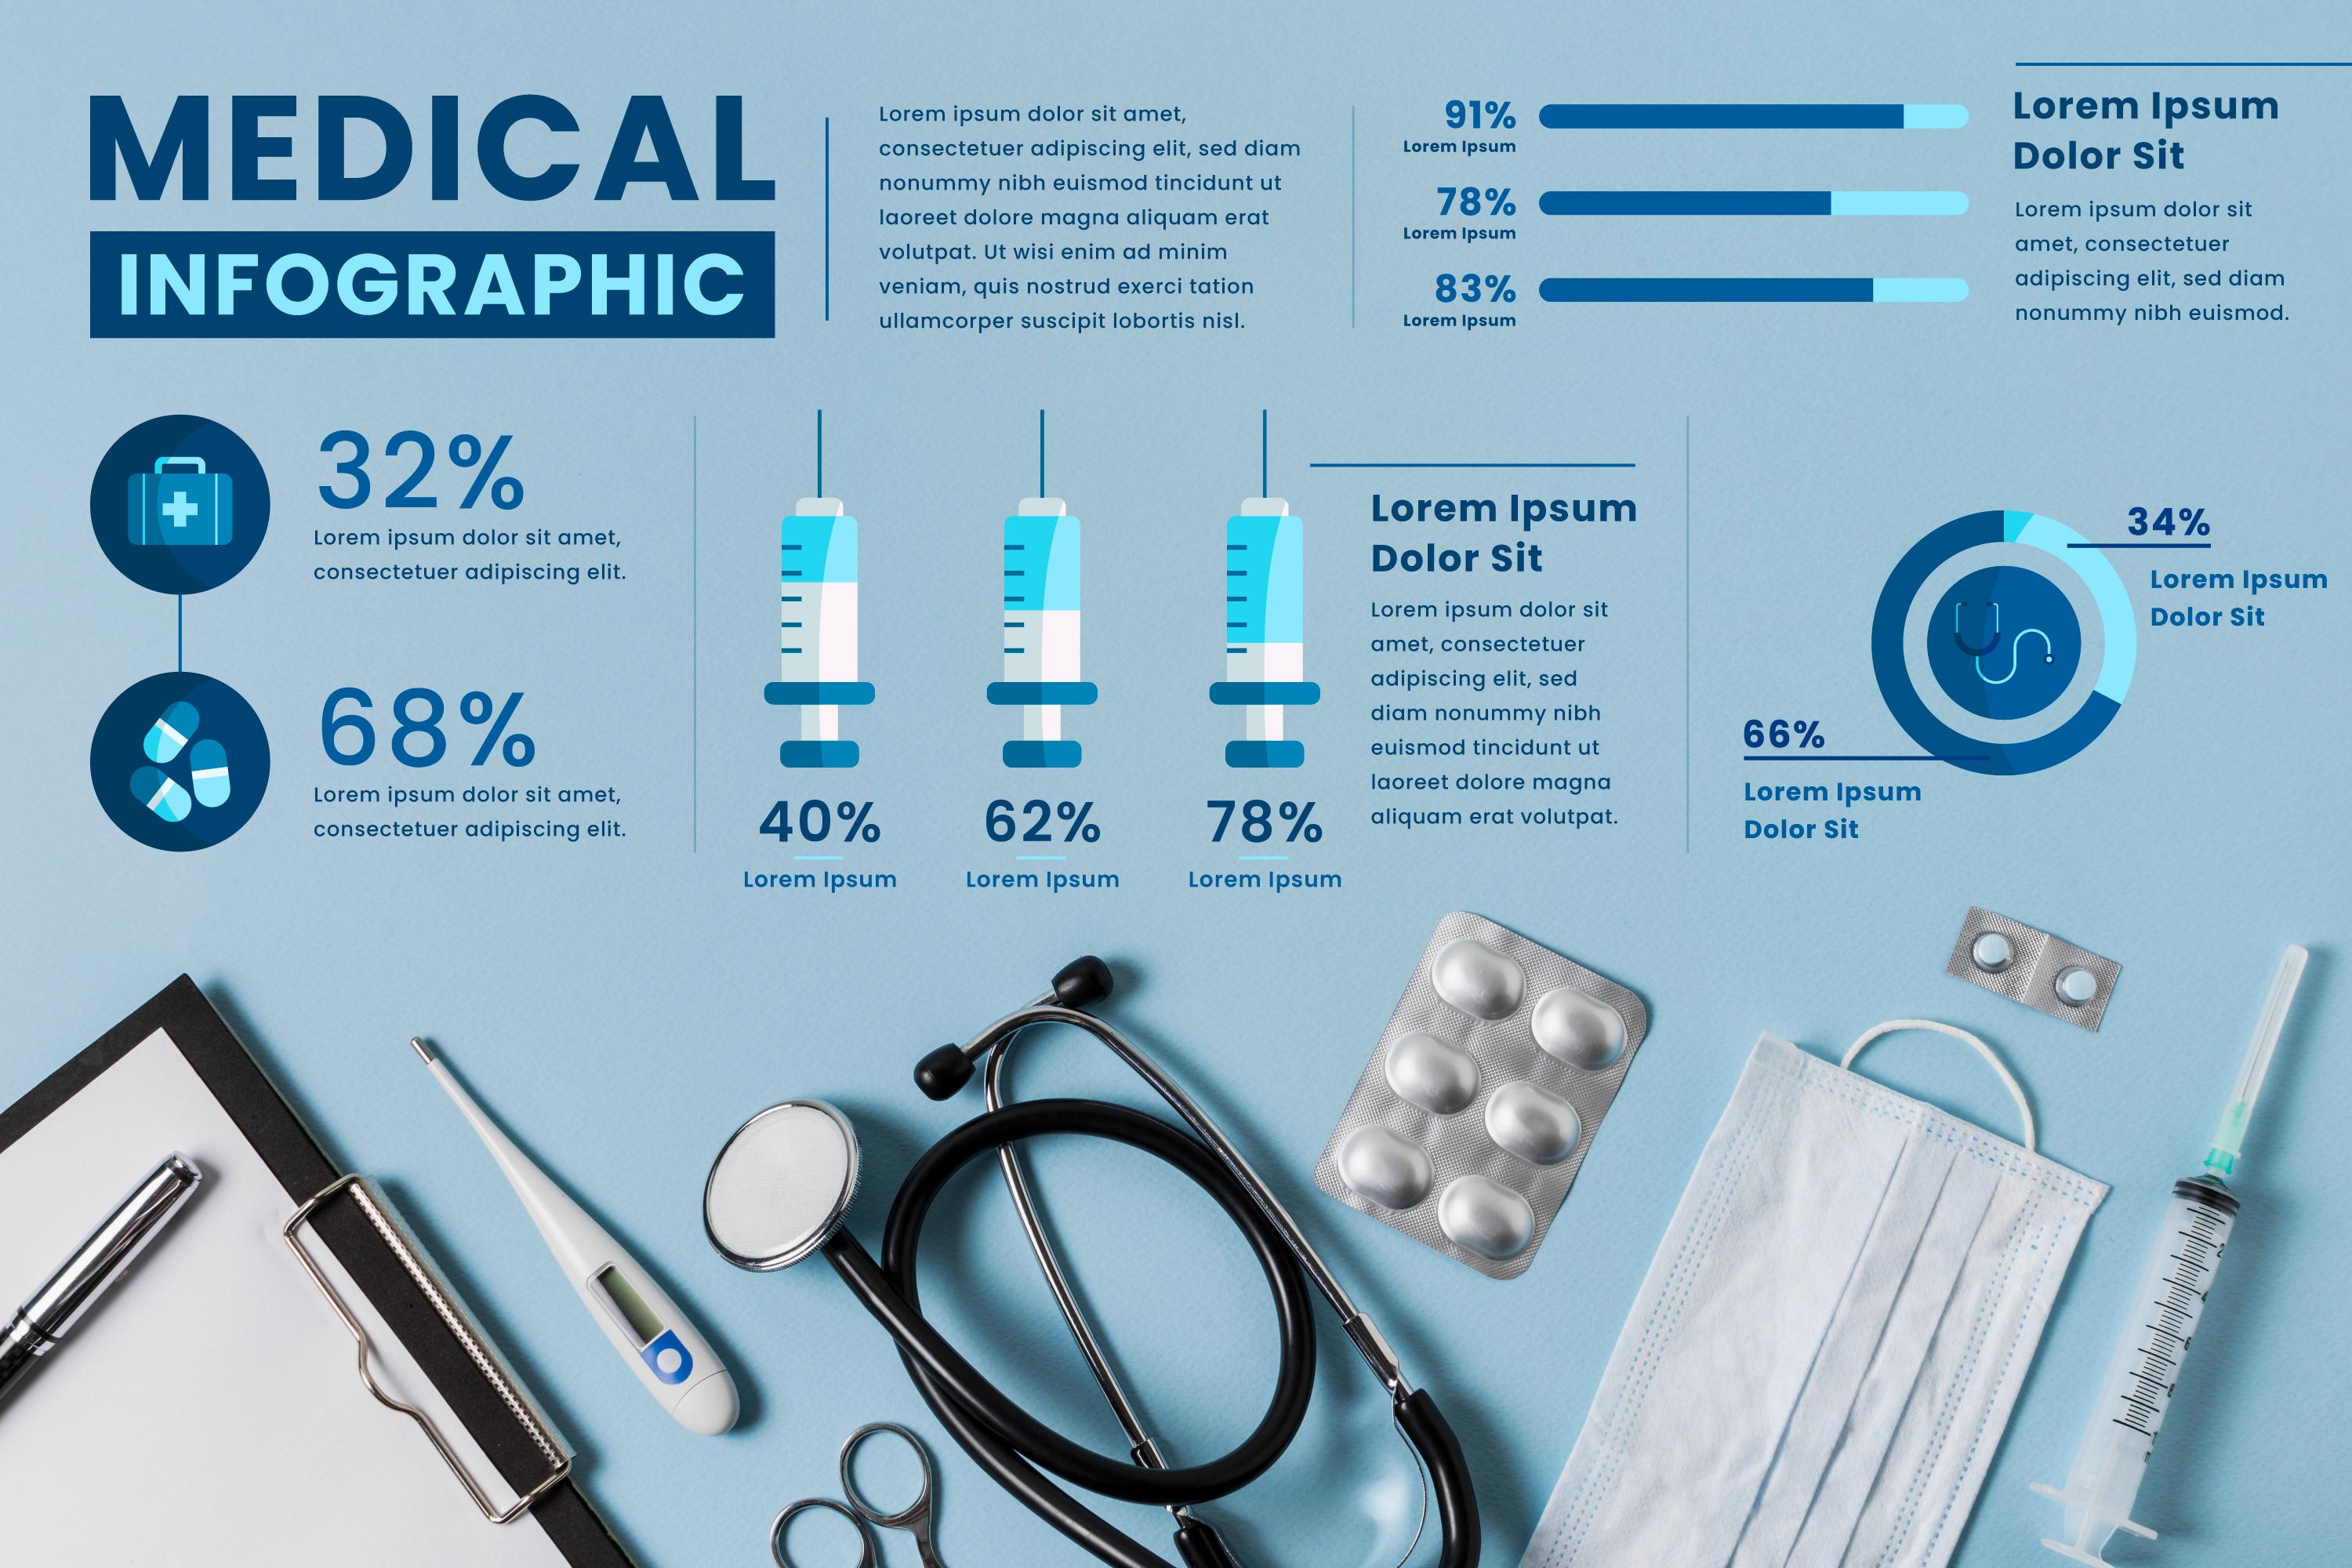 MEDICAL
INFOGRAPHIC
Lorem ipsum dolor sit amet,
consectetuer adipiscing elit, sed diam
nonummy nibh euismod tincidunt ut
laoreet dolore magna aliquam erat
volutpat. Ut wisi enim ad minim
veniam, quis nostrud exerci tation
ullamcorper suscipit lobortis nisl.
91%
Lorem Ipsum
78%
Lorem Ipsum
83%
Lorem Ipsum
Lorem Ipsum
Dolor Sit
Lorem ipsum dolor sit
amet, consectetuer
adipiscing elit, sed diam
nonummy nibh euismod.
32%
Lorem ipsum dolor sit amet,
consectetuer adipiscing elit.
68%
Lorem ipsum dolor sit amet,
consectetuer adipiscing elit.
40%
Lorem Ipsum
62%
Lorem Ipsum
78%
Lorem Ipsum
Lorem Ipsum
Dolor Sit
Lorem ipsum dolor sit
amet, consectetuer
adipiscing elit, sed
diam nonummy nibh
euismod tincidunt ut
laoreet dolore magna
aliquam erat volutpat.
34%
Lorem Ipsum
Dolor Sit
66%
Lorem Ipsum
Dolor Sit